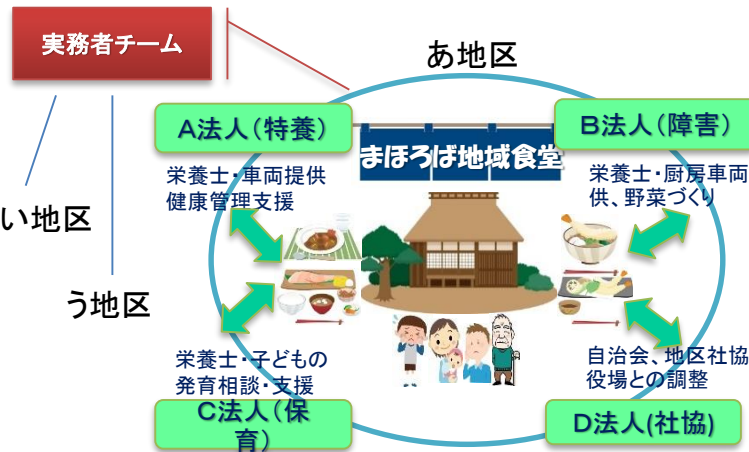 実務者チーム
あ地区
A法人(特養)
B法人(障害)
まほろば地域食堂
栄養士・車両提供
健康管理支援
栄養士・厨房車両
供、野菜づくり
い地区
う地区
栄養士・子どもの
発育相談・支援
自治会、地区社協
役場との調整
C法人(保
育)
D法人(社協)